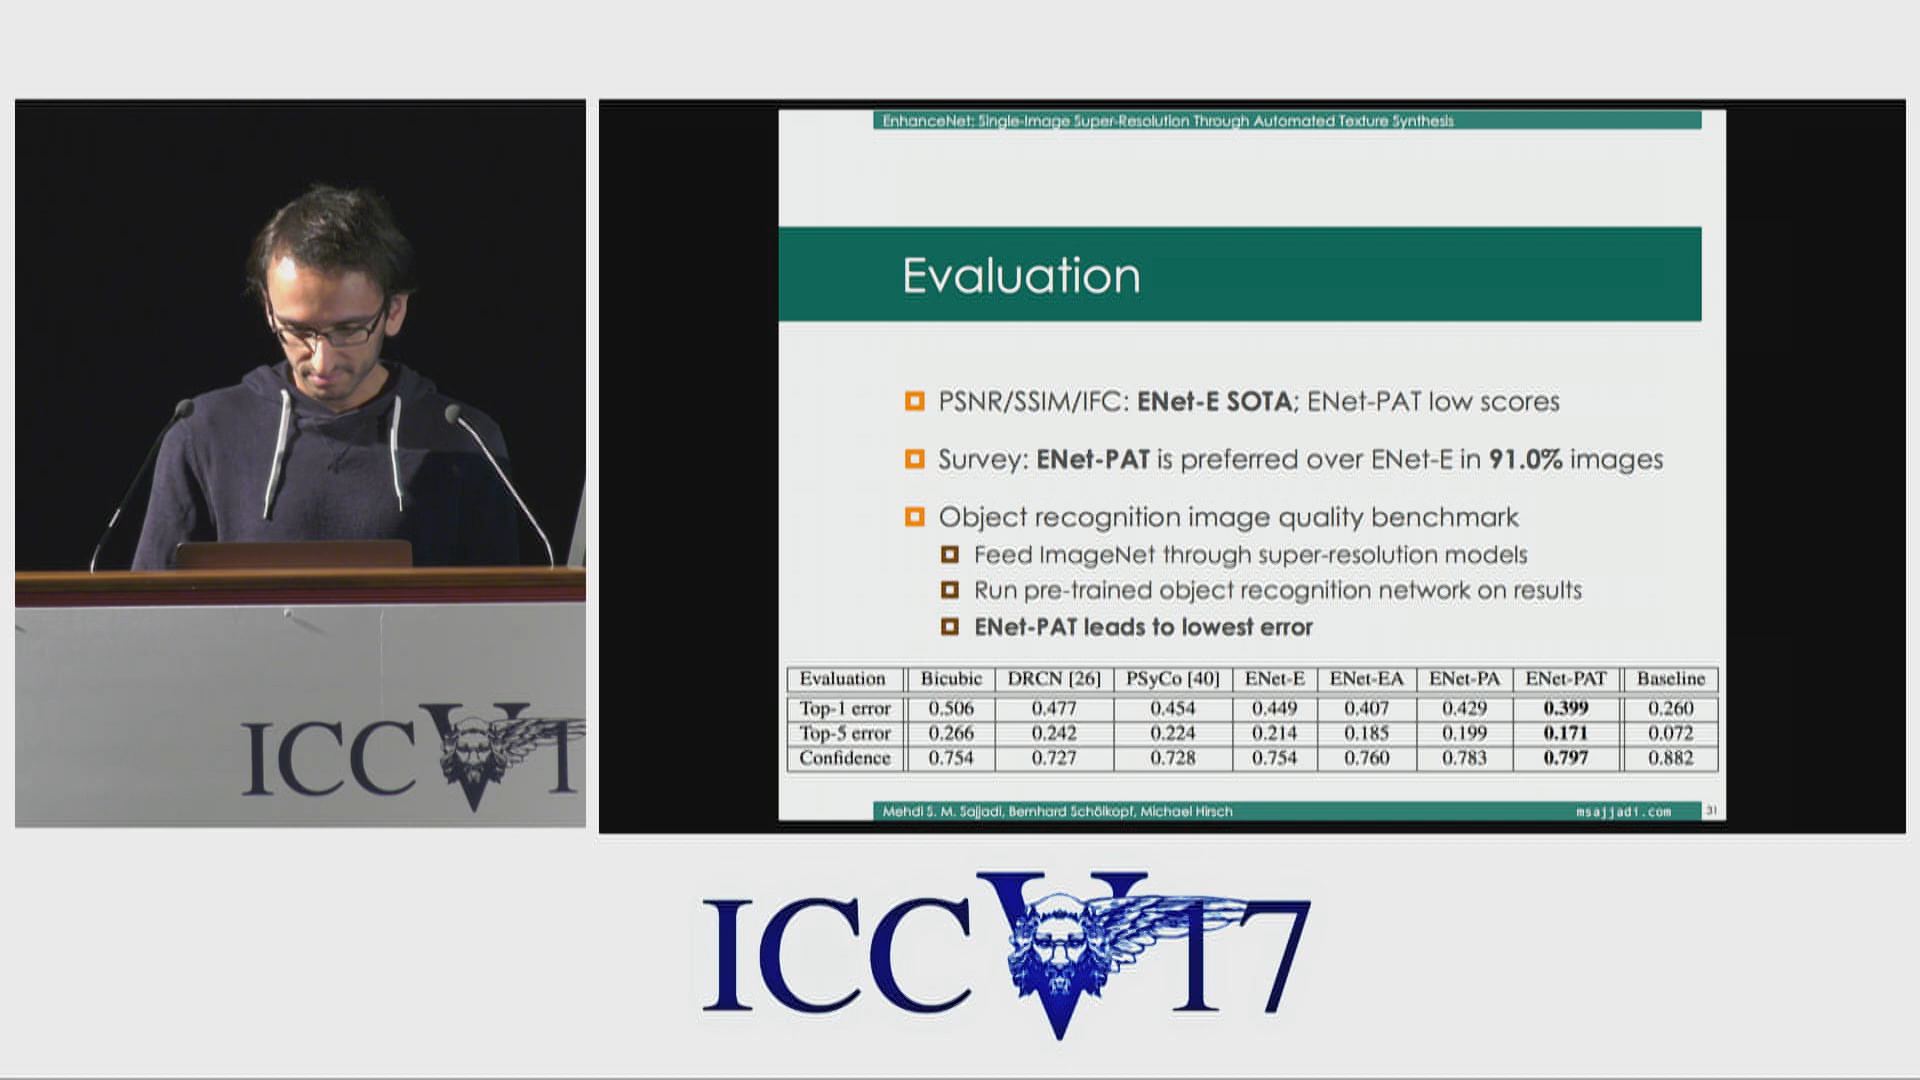 EnhanceNet: Single-Image Super-Resolution Through Automated Texture Synthesis
Evaluation
PSNR/SSIM/IFC: ENet-E SOTA; ENet-PAT low scores
Survey: ENet-PAT is preferred over ENet-E in 91.0% images
Object recognition image quality benchmark
Feed ImageNet through super-resolution models
Run pre-trained object recognition network on results
ENet-PAT leads to lowest error
Evaluation Bicubic DRCN [26] PSyCo [40] ENet-E ENet-EA ENet-PA ENet-PAT Baseline
Top-1 error 0.506 0.477 0.454 0.449 0.407 0.429 0.399 0.260
Top-5 error 0.266 0.242 0.224 0.214 0.185 0.199 0.171 0.072
Confidence 0.754 0.727 0.728 0.754 0.760 0.783 0.797 0.882
Mehdi S. M. Sajjadi, Bernhard Schölkopf, Michael Hirsch msajjadi.com 31
ICCV1
ICCV17